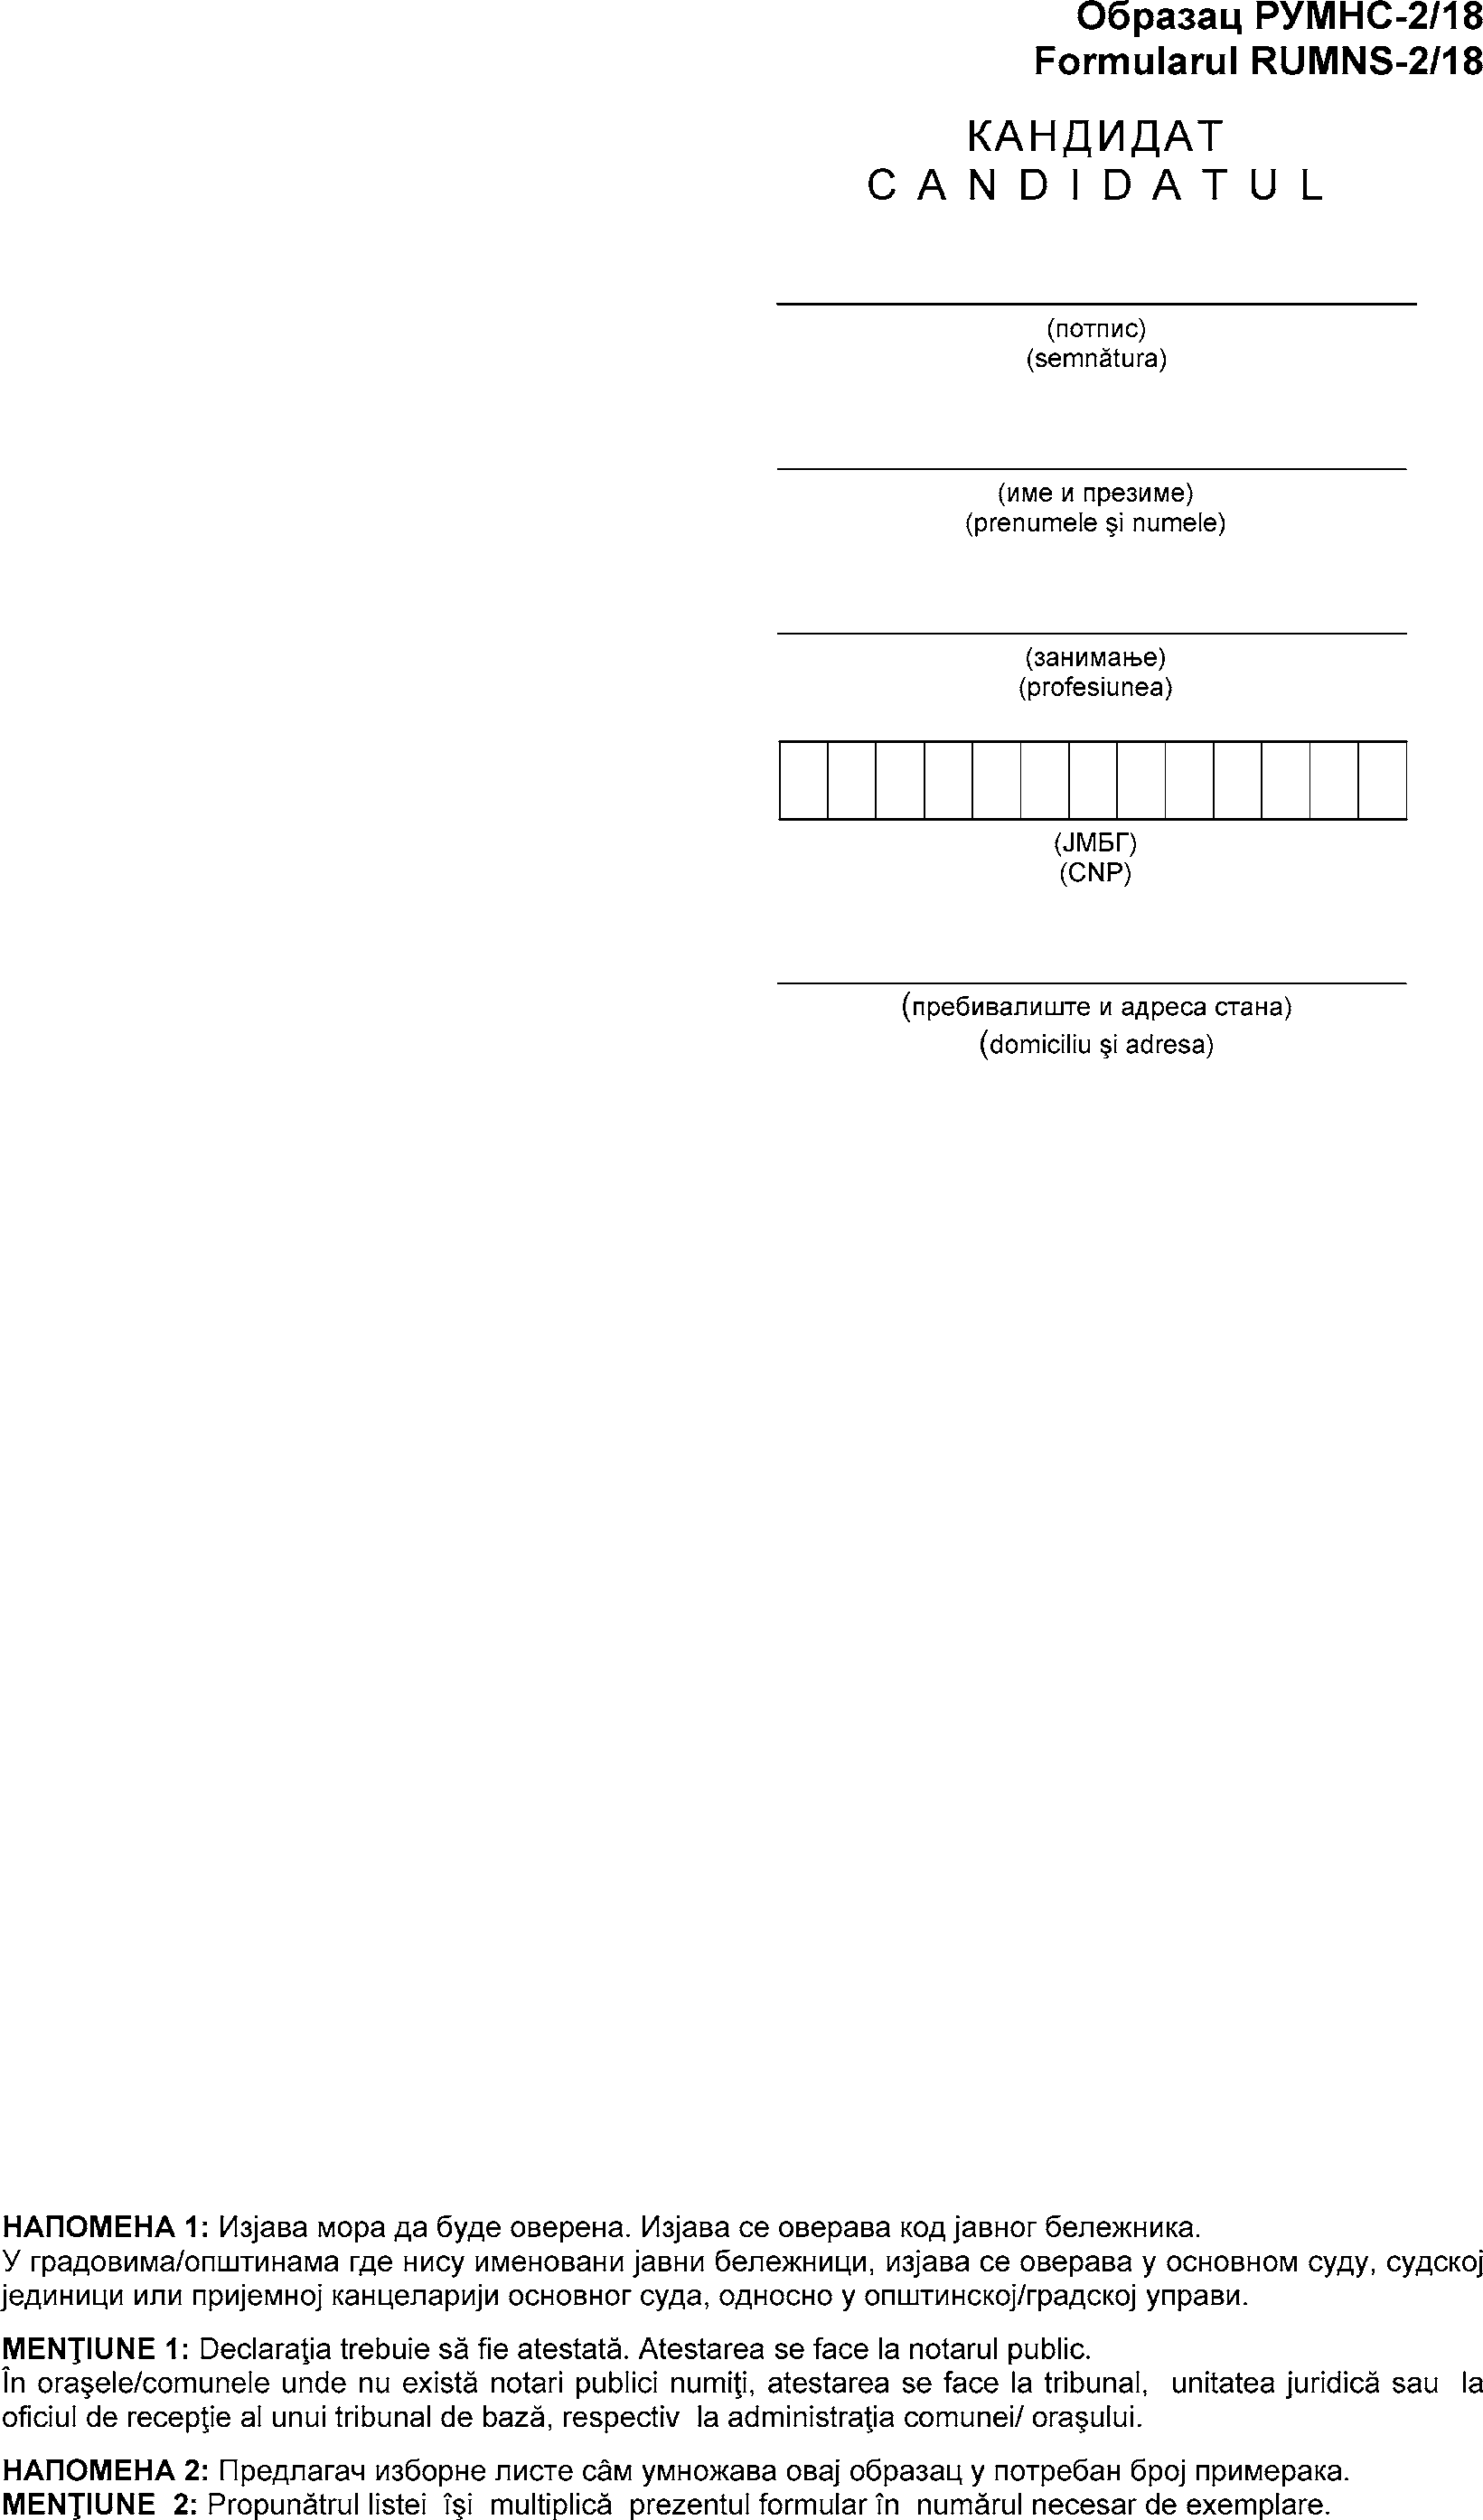 Образац РУМНС-2/18
Formularul RUMNS-2/18
КАНДИДАТ
C A N D I D A T U L
(потпис)
(semnătura)
(име и презиме)
(prenumele şi numele)
(занимање)
(profesiunea)
(ЈМБГ)
(CNP)
(пребивалиште и адреса стана)
(domiciliu şi adresa)
НАПОМЕНА 1: Изјава мора да буде оверена. Изјава се оверава код јавног бележника.
У градовима/општинама где нису именовани јавни бележници, изјава се оверава у основном суду, судској
јединици или пријемној канцеларији основног суда, односно у општинској/градској управи.
MENŢIUNE 1: Declaraţia trebuie să fie atestată. Atestarea se face la notarul public.
În oraşele/comunele unde nu există notari publici numiţi, atestarea se face la tribunal, unitatea juridică sau la
oficiul de recepţie al unui tribunal de bază, respectiv la administraţia comunei/ oraşului.
НАПОМЕНА 2: Предлагач изборне листе сâм умножава овај образац у потребан број примерака.
MENŢIUNE 2: Propunătrul listei îşi multiplică prezentul formular în numărul necesar de exemplare.